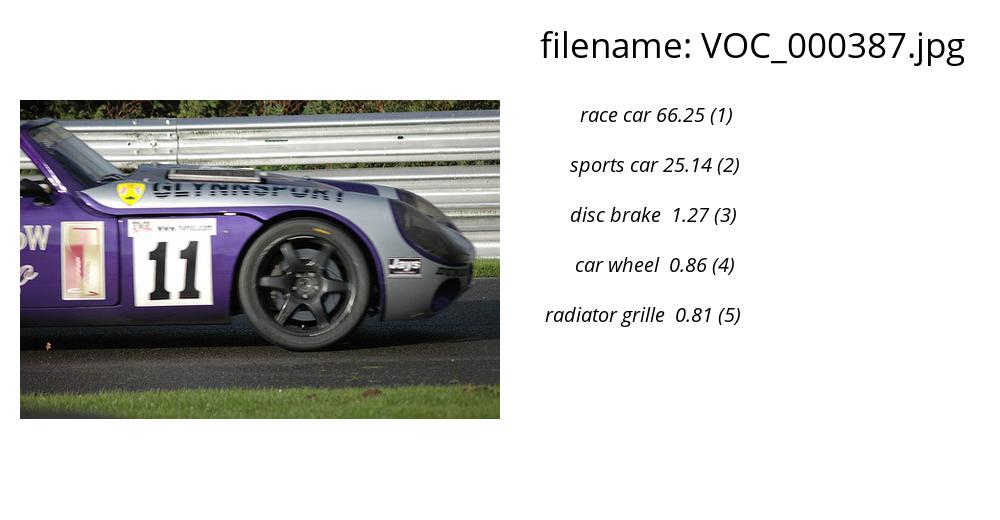 filename: VOC_000387.jpg
race car 66.25 (1)
sports car 25.14 (2)
disc brake 1.27 (3)
car wheel 0.86 (4)
radiator grille 0.81 (5)
GLYNNSPORT
11
Jays